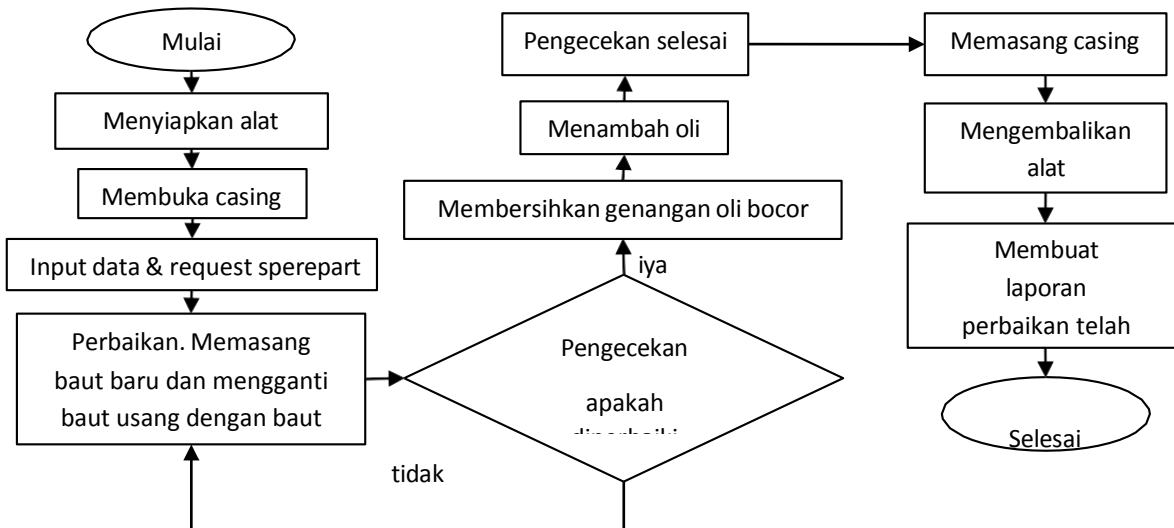 Mulai
Menyiapkan alat
Membuka casing
Input data & request sperepart
Perbaikan. Memasang
baut baru dan mengganti
baut usang dengan baut
Pengecekan
apakah
tidak
iya
Membersihkan genangan oli bocor
Menambah oli
Pengecekan selesai
Memasang casing
Mengembalikan
alat
Membuat
laporan
perbaikan telah
Selesai